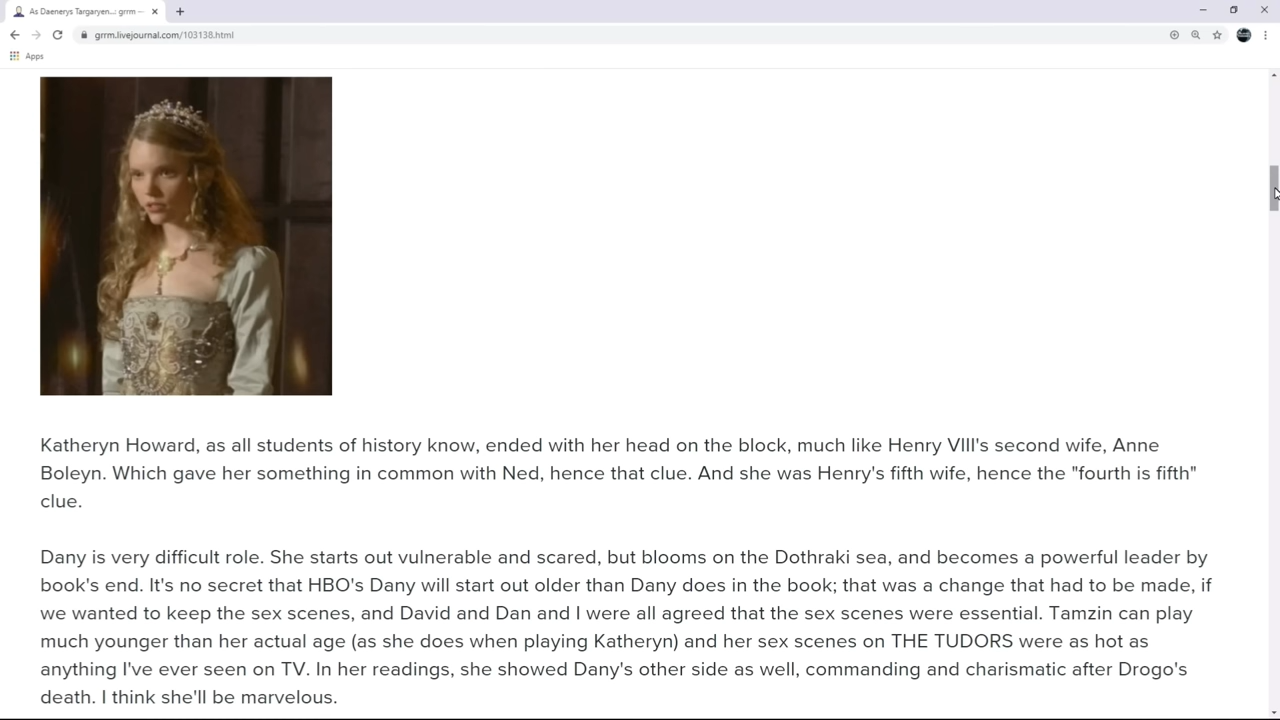 As Daenerys Targaryen...: grrm —
grrm.livejournal.com/103138.html
Apps
Katheryn Howard, as all students of history know, ended with her head on the block, much like Henry VIII's second wife, Anne
Boleyn. Which gave her something in common with Ned, hence that clue. And she was Henry's fifth wife, hence the "fourth is fifth"
clue.
Dany is very difficult role. She starts out vulnerable and scared, but blooms on the Dothraki sea, and becomes a powerful leader by
book's end. It's no secret that HBO's Dany will start out older than Dany does in the book; that was a change that had to be made, if
we wanted to keep the sex scenes, and David and Dan and I were all agreed that the sex scenes were essential. Tamzin can play
much younger than her actual age (as she does when playing Katheryn) and her sex scenes on THE TUDORS were as hot as
anything I've ever seen on TV. In her readings, she showed Dany's other side as well, commanding and charismatic after Drogo's
death. I think she'll be marvelous.